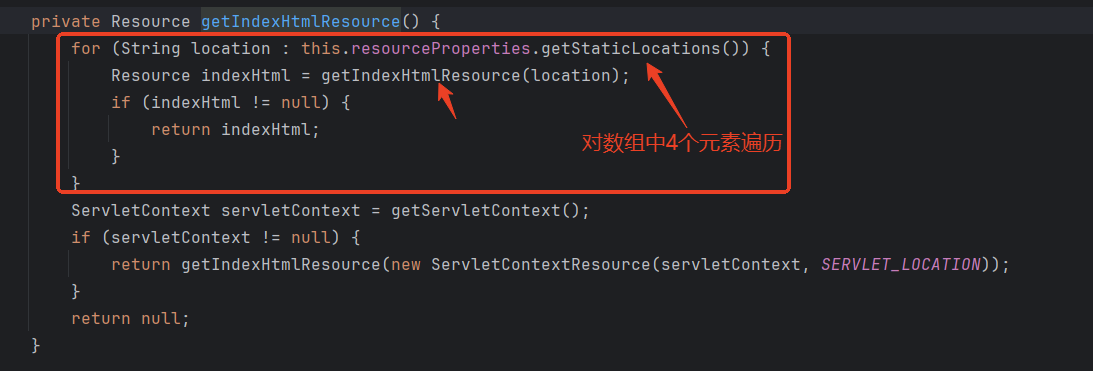 private Resource getIndexHtmlResource() {
for (String location : this.resourceProperties.getStaticLocations()) {
Resource indexHtml = getIndexHtmlResource(location);
if (indexHtml != null) {
return indexHtml;
}
对数组中4个元素遍历
}
ServletContext servletContext = getServletContext();
if (servletContext != null) {
return getIndexHtmlResource(new ServletContextResource(servletContext, SERVLET_LOCATION));
}
return null;
}